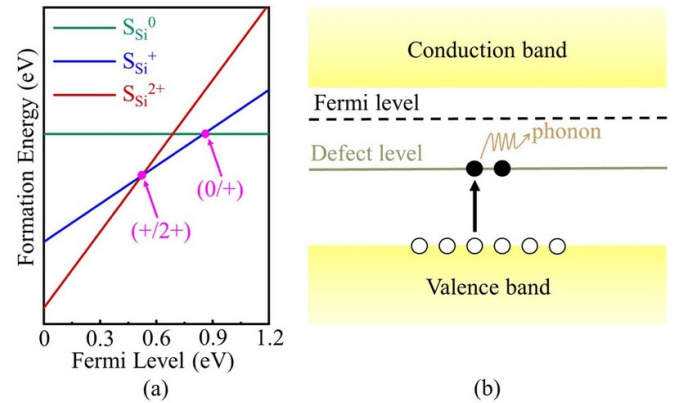 S_Si^0
S_Si^+
S_Si^2+
(0/+)
(+/2+)
Formation Energy (eV)
0 0.3 0.6 0.9 1.2
Fermi Level (eV)
(a)
Conduction band
Fermi level
phonon
Defect level
Valence band
(b)